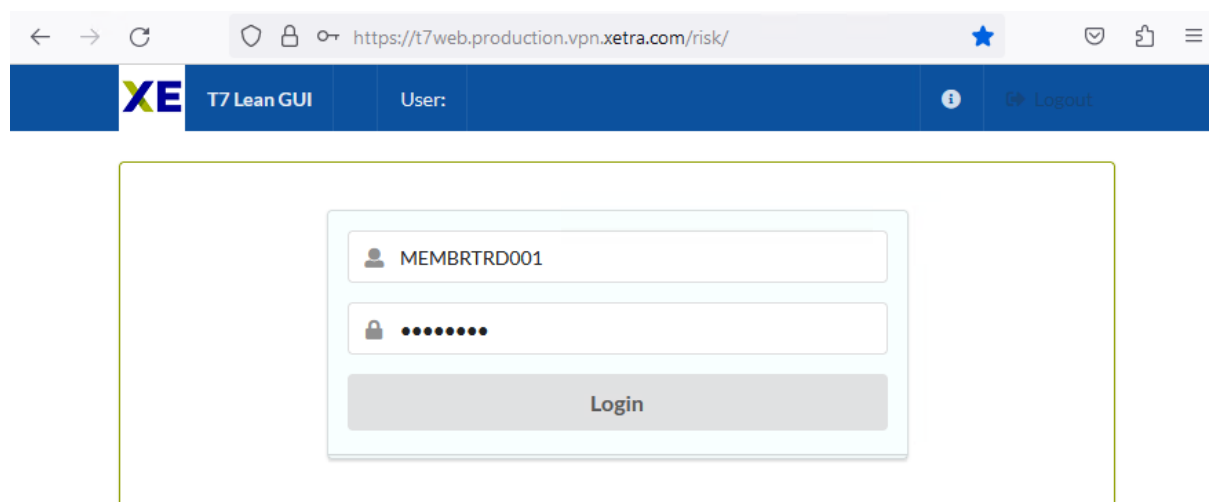 https://t7web.production.vpn.xetra.com/risk/
XE T7 Lean GUI User: Logout
MEMBRTRD001
••••••••
Login